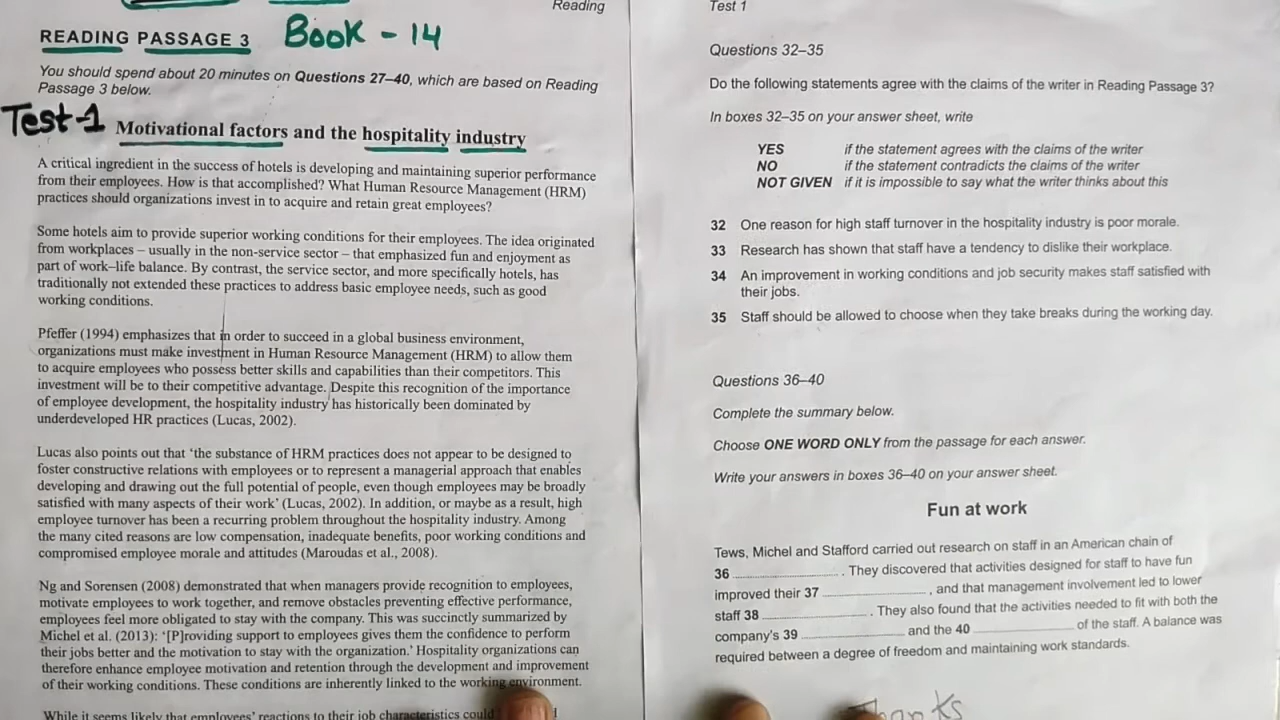 Reading
READING PASSAGE 3 BOOK - 14
You should spend about 20 minutes on Questions 27–40, which are based on Reading
Passage 3 below.
Test-1 Motivational factors and the hospitality industry
A critical ingredient in the success of hotels is developing and maintaining superior performance
from their employees. How is that accomplished? What Human Resource Management (HRM)
practices should organizations invest in to acquire and retain great employees?
Some hotels aim to provide superior working conditions for their employees. The idea originated
from workplaces – usually in the non-service sector – that emphasized fun and enjoyment as
part of work–life balance. By contrast, the service sector, and more specifically hotels, has
traditionally not extended these practices to address basic employee needs, such as good
working conditions.
Pfeffer (1994) emphasizes that in order to succeed in a global business environment,
organizations must make investment in Human Resource Management (HRM) to allow them
to acquire employees who possess better skills and capabilities than their competitors. This
investment will be to their competitive advantage. Despite this recognition of the importance
of employee development, the hospitality industry has historically been dominated by
underdeveloped HR practices (Lucas, 2002).
Lucas also points out that ‘the substance of HRM practices does not appear to be designed to
foster constructive relations with employees or to represent a managerial approach that enables
developing and drawing out the full potential of people, even though employees may be broadly
satisfied with many aspects of their work’ (Lucas, 2002). In addition, or maybe as a result, high
employee turnover has been a recurring problem throughout the hospitality industry. Among
the many cited reasons are low compensation, inadequate benefits, poor working conditions and
compromised employee morale and attitudes (Maroudas et al., 2008).
Ng and Sorensen (2008) demonstrated that when managers provide recognition to employees,
motivate employees to work together, and remove obstacles preventing effective performance,
employees feel more obligated to stay with the company. This was succinctly summarized by
Michel et al. (2013): ‘[P]roviding support to employees gives them the confidence to perform
their jobs better and the motivation to stay with the organization.’ Hospitality organizations can
therefore enhance employee motivation and retention through the development and improvement
of their working conditions. These conditions are inherently linked to the working environment.
While it seems likely that employees’ reactions to their job characteristics could
Test 1
Questions 32–35
Do the following statements agree with the claims of the writer in Reading Passage 3?
In boxes 32–35 on your answer sheet, write
YES if the statement agrees with the claims of the writer
NO if the statement contradicts the claims of the writer
NOT GIVEN if it is impossible to say what the writer thinks about this
32 One reason for high staff turnover in the hospitality industry is poor morale.
33 Research has shown that staff have a tendency to dislike their workplace.
34 An improvement in working conditions and job security makes staff satisfied with
their jobs.
35 Staff should be allowed to choose when they take breaks during the working day.
Questions 36–40
Complete the summary below.
Choose ONE WORD ONLY from the passage for each answer.
Write your answers in boxes 36–40 on your answer sheet.
Fun at work
Tews, Michel and Stafford carried out research on staff in an American chain of
36 .............................. . They discovered that activities designed for staff to have fun
improved their 37 .............................. , and that management involvement led to lower
staff 38 .............................. . They also found that the activities needed to fit with both the
company’s 39 .............................. and the 40 .............................. of the staff. A balance was
required between a degree of freedom and maintaining work standards.
Thanks